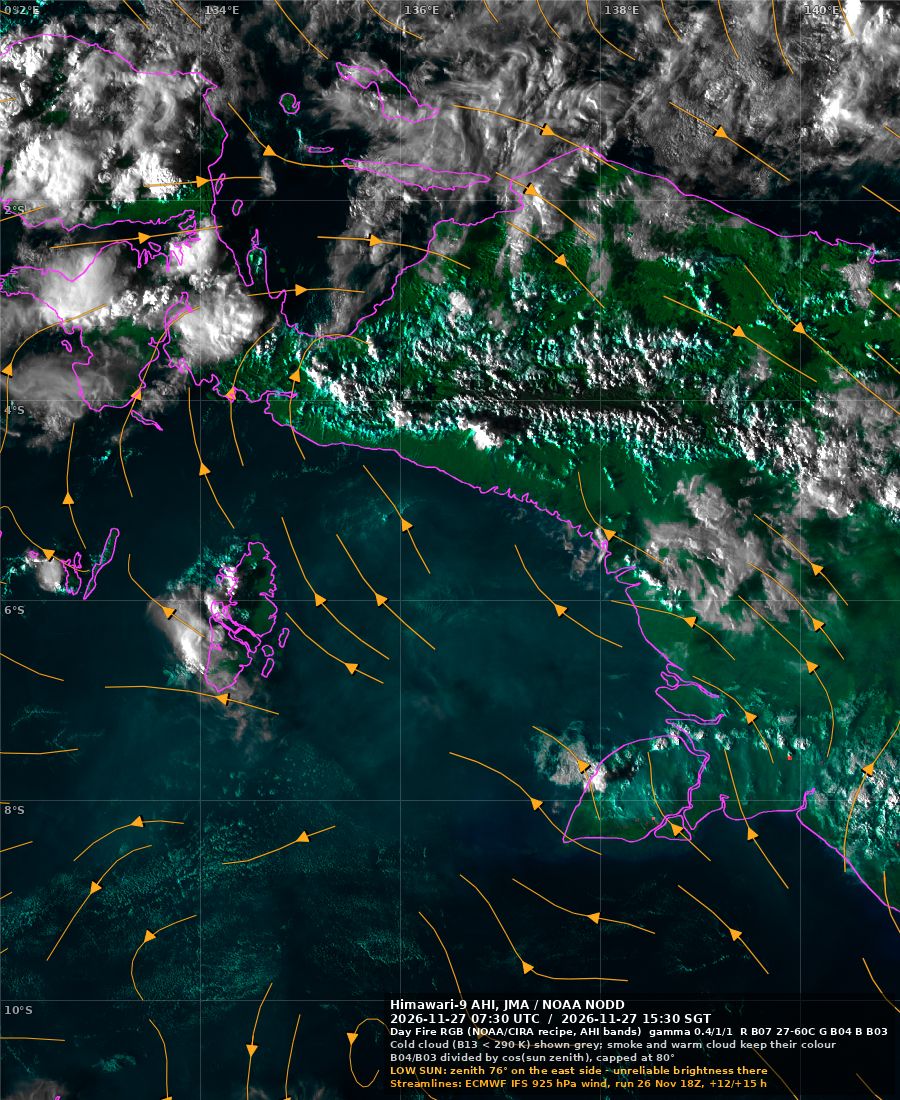 0°2°E
134°E
136°E
138°E
140°E
2°S
4°S
6°S
8°S
10°S
Himawari-9 AHI, JMA / NOAA NODD
2026-11-27 07:30 UTC / 2026-11-27 15:30 SGT
Day Fire RGB (NOAA/CIRA recipe, AHI bands) gamma 0.4/1/1 R B07 27-60C G B04 B B03
Cold cloud (B13 < 290 K) shown grey; smoke and warm cloud keep their colour
B04/B03 divided by cos(sun zenith), capped at 80°
LOW SUN: zenith 76° on the east side - unreliable brightness there
Streamlines: ECMWF IFS 925 hPa wind, run 26 Nov 18Z, +12/+15 h